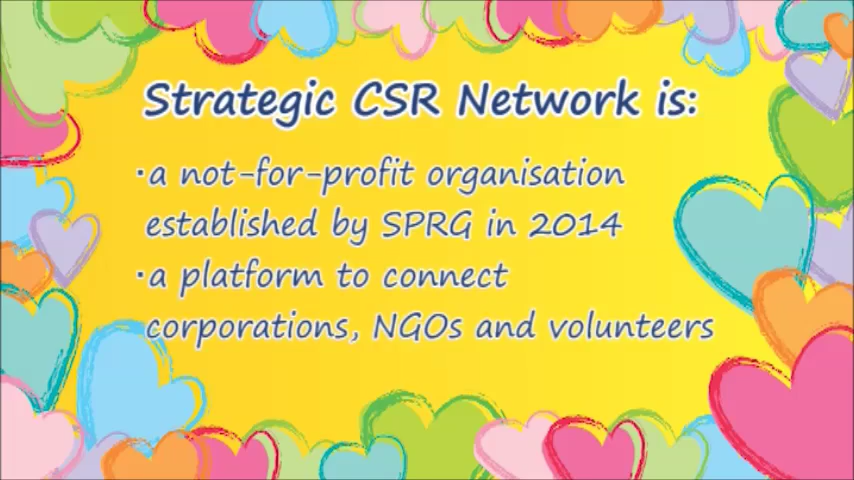 Strategic CSR Network is:
·a not-for-profit organisation
established by SPRG in 2014
·a platform to connect
corporations, NGOs and volunteers